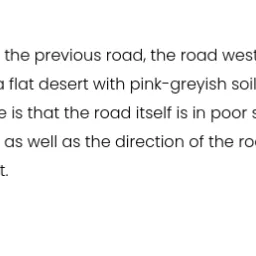 the previous road, the road west
a flat desert with pink-greyish soil
e is that the road itself is in poor s
as well as the direction of the ro
t.